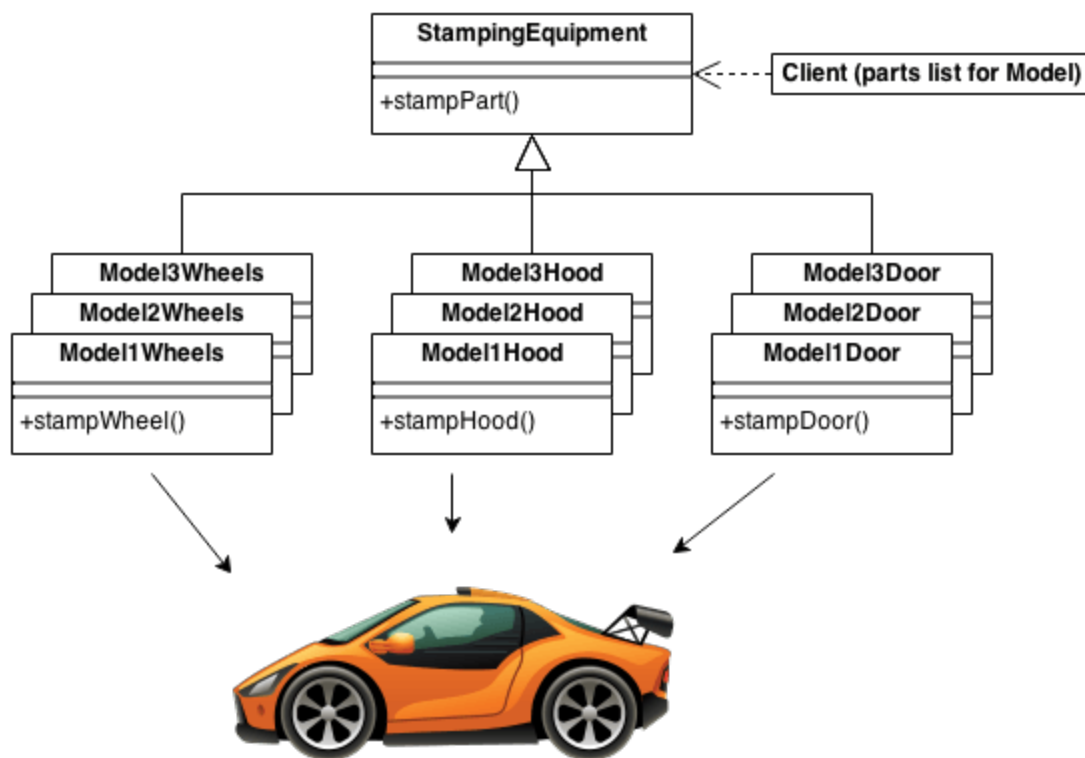 StampingEquipment
+stampPart()
Client (parts list for Model)
Model3Wheels
Model2Wheels
Model1Wheels
+stampWheel()
Model3Hood
Model2Hood
Model1Hood
+stampHood()
Model3Door
Model2Door
Model1Door
+stampDoor()